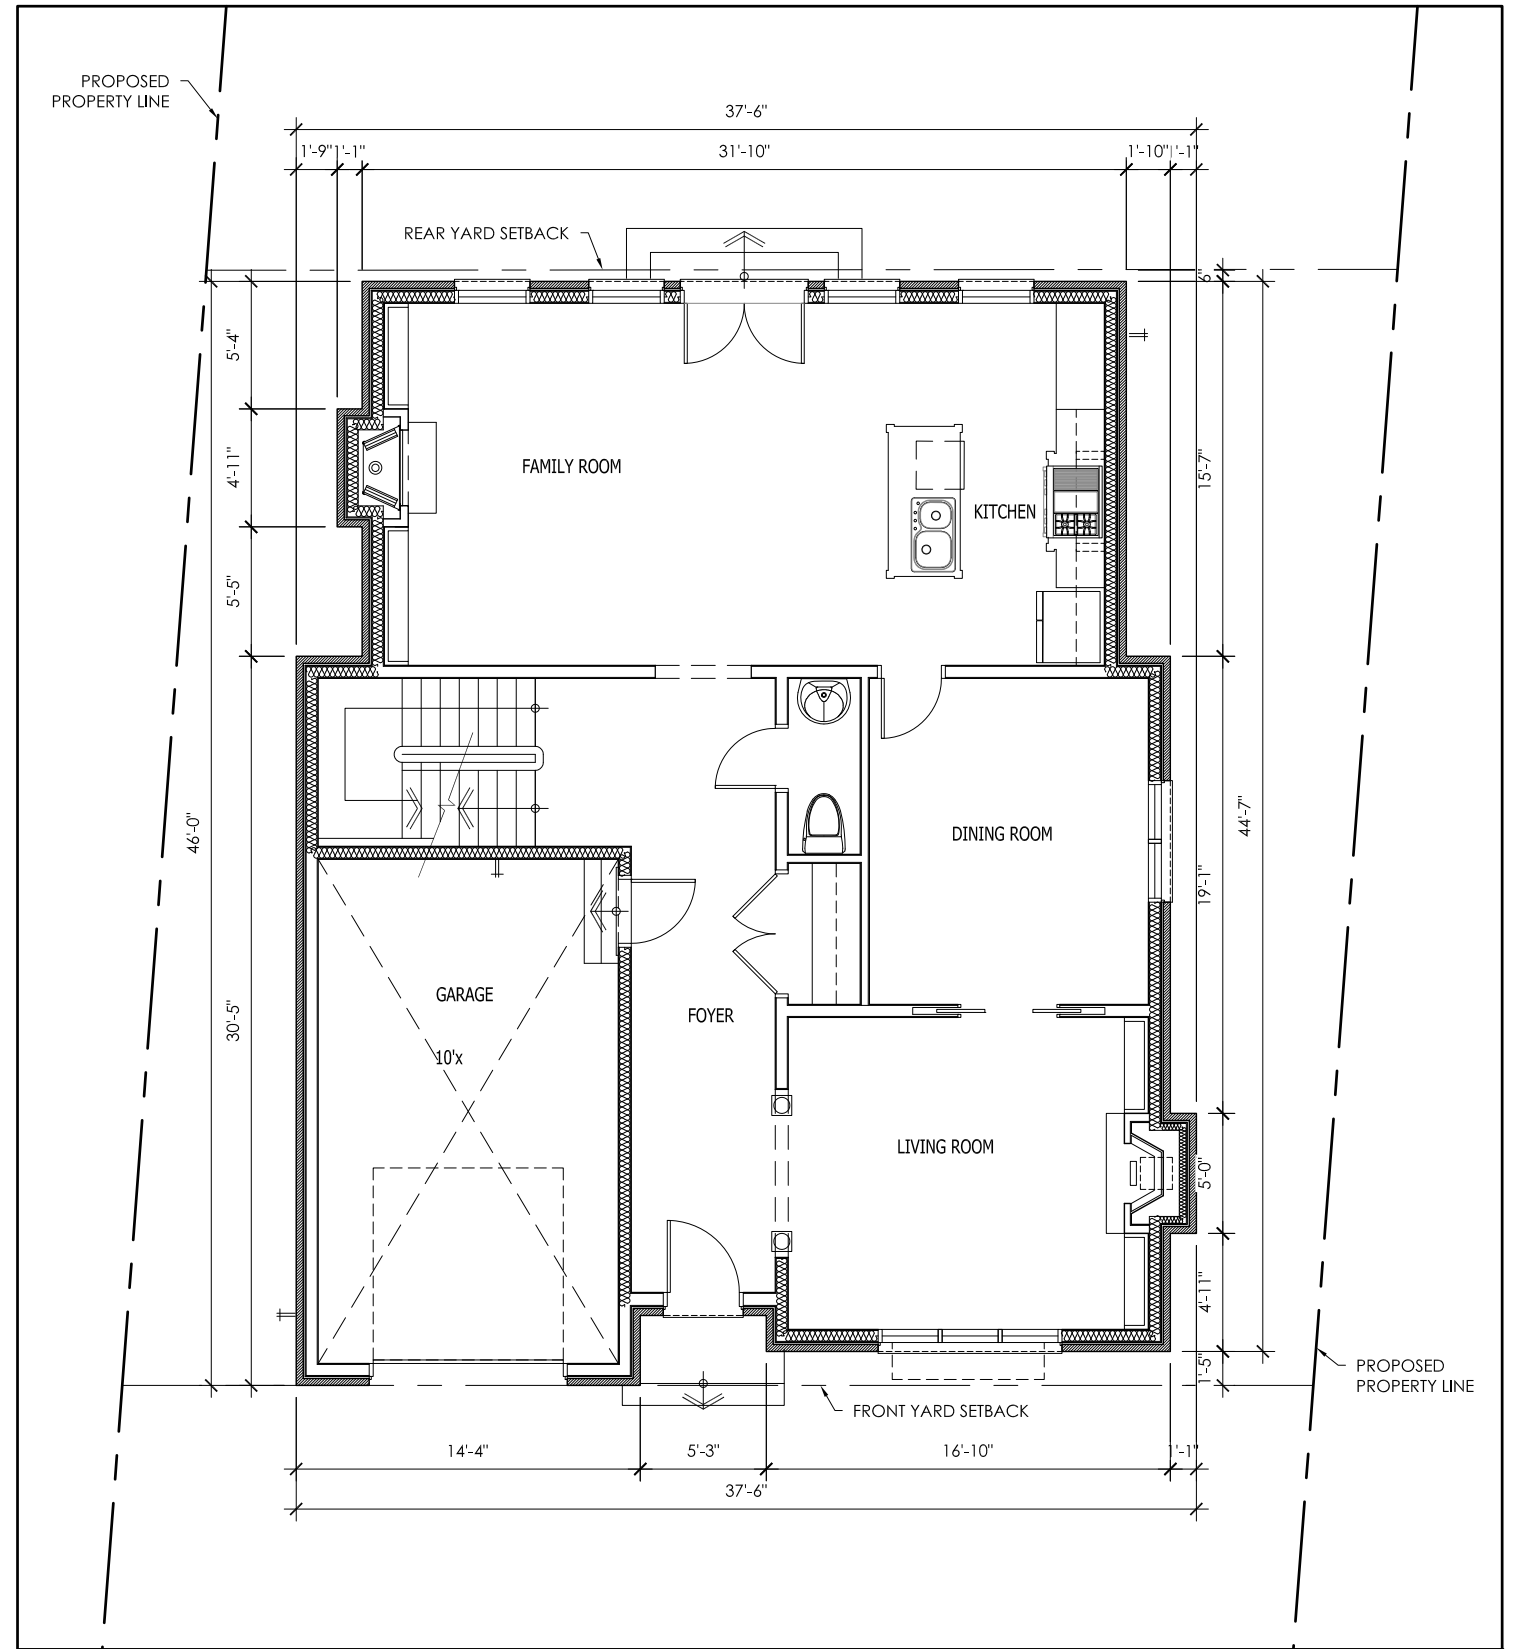 PROPOSED
PROPERTY LINE
37'-6"
1'-9"
1'-1"
31'-10"
1'-10"
1'-1"
REAR YARD SETBACK
6"
5'-4"
4'-11"
FAMILY ROOM
15'-7"
KITCHEN
5'-5"
46'-0"
44'-7"
DINING ROOM
19'-1"
GARAGE
30'-5"
FOYER
10'x
LIVING ROOM
5'-0"
4'-11"
1'-5"
PROPOSED
PROPERTY LINE
FRONT YARD SETBACK
14'-4"
5'-3"
16'-10"
1'-1"
37'-6"